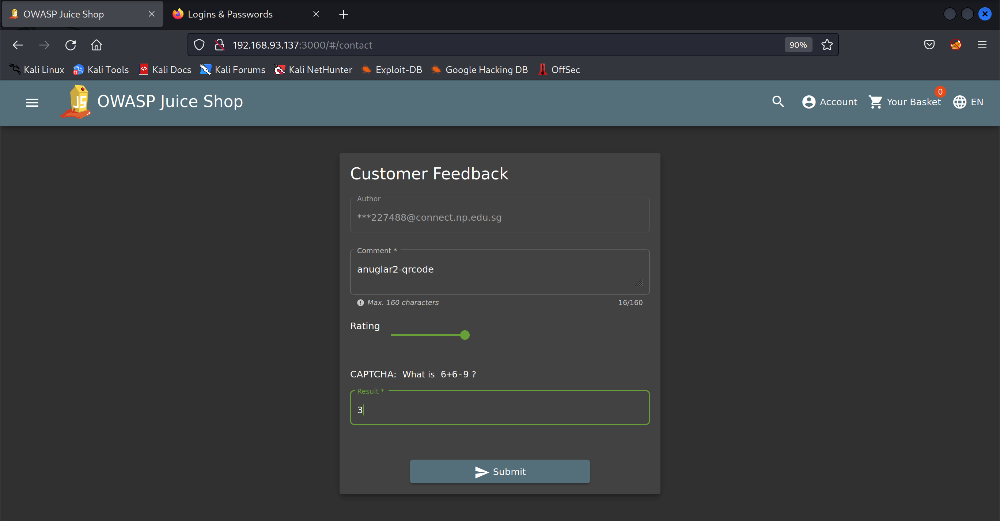 OWASP Juice Shop
Logins & Passwords
192.168.93.137:3000/#/contact
90%
Kali Linux
Kali Tools
Kali Docs
Kali Forums
Kali NetHunter
Exploit-DB
Google Hacking DB
OffSec
JS
OWASP Juice Shop
Account
0
Your Basket
EN
Customer Feedback
Author
***227488@connect.np.edu.sg
Comment *
anuglar2-qrcode
Max. 160 characters
16/160
Rating
CAPTCHA: What is 6+6-9 ?
Result *
3
Submit